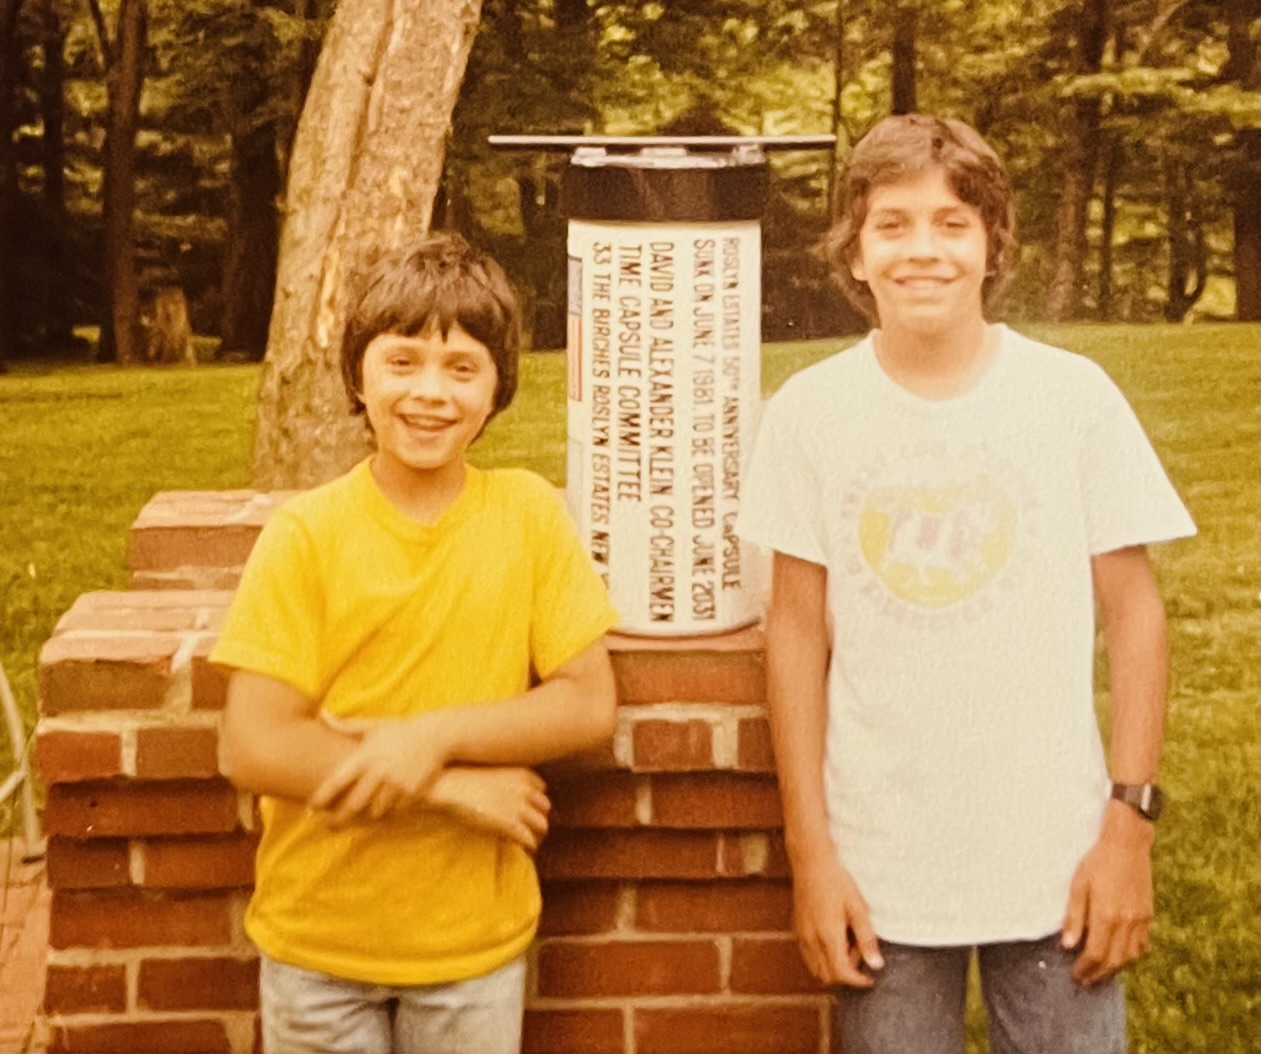 ROSLYN ESTATES 50TH ANNIVERSARY CAPSULE
SUNK ON JUNE 7 1981. TO BE OPENED JUNE 2031
DAVID AND ALEXANDER KLEIN CO-CHAIRMEN
TIME CAPSULE COMMITTEE
33 THE BIRCHES ROSLYN ESTATES NEW